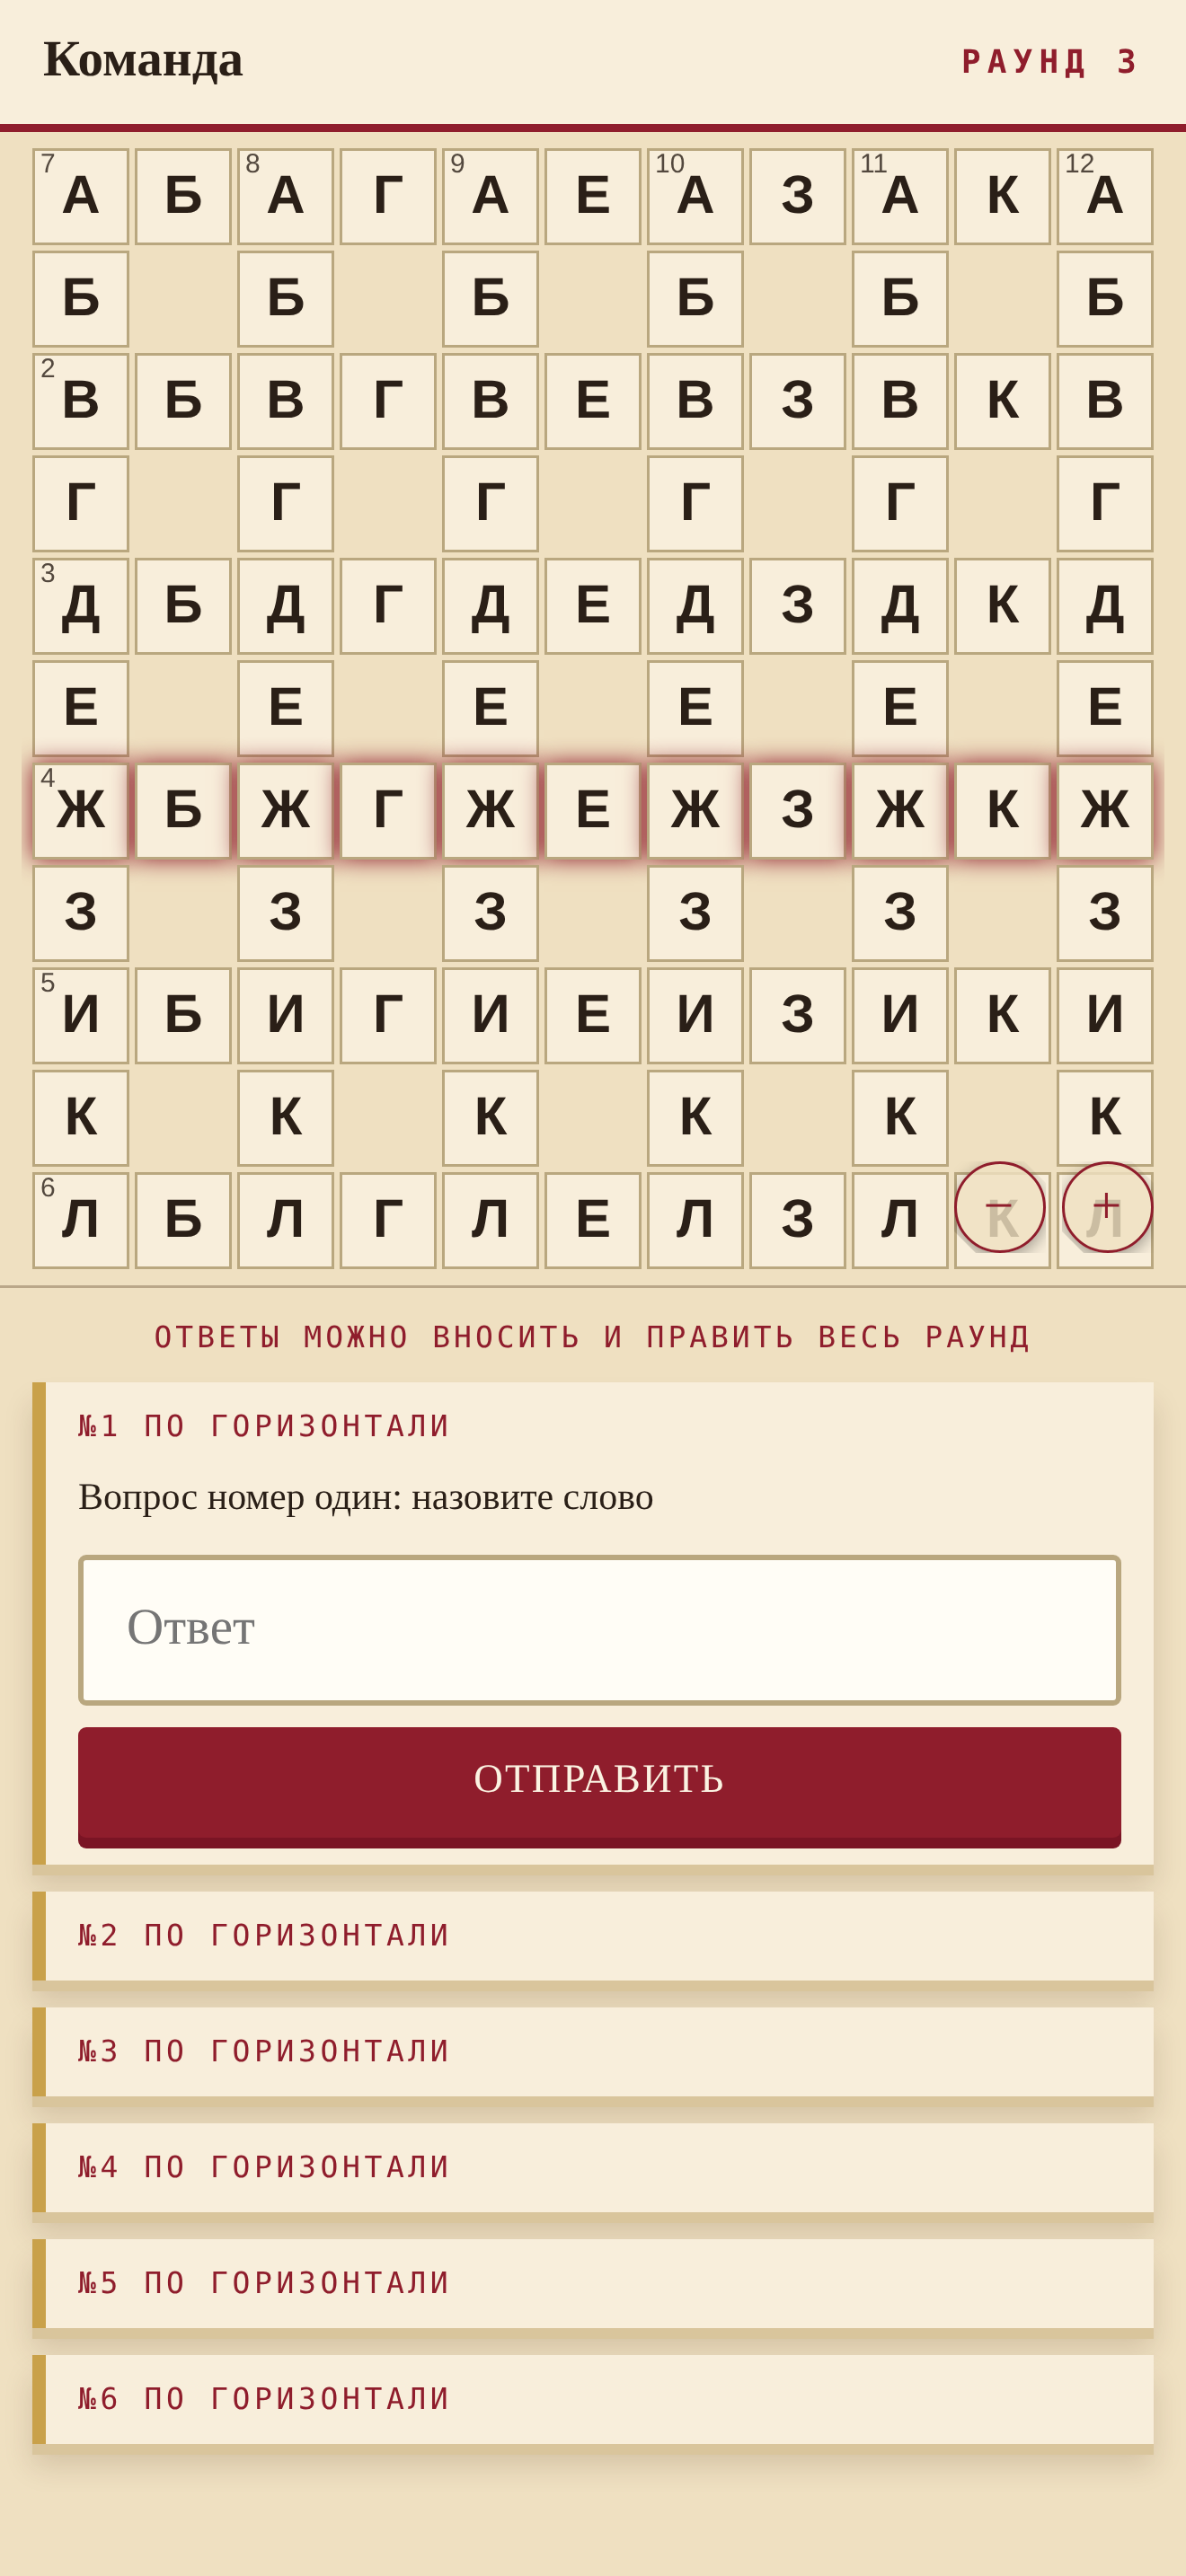 Команда
РАУНД 3
7 А Б 8 А Г 9 А Е 10 А З 11 А К 12 А
Б Б Б Б Б Б
2 В Б В Г В Е В З В К В
Г Г Г Г Г Г
3 Д Б Д Г Д Е Д З Д К Д
Е Е Е Е Е Е
4 Ж Б Ж Г Ж Е Ж З Ж К Ж
З З З З З З
5 И Б И Г И Е И З И К И
К К К К К К
6 Л Б Л Г Л Е Л З Л К Л
− +
ОТВЕТЫ МОЖНО ВНОСИТЬ И ПРАВИТЬ ВЕСЬ РАУНД
№1 ПО ГОРИЗОНТАЛИ
Вопрос номер один: назовите слово
Ответ
ОТПРАВИТЬ
№2 ПО ГОРИЗОНТАЛИ
№3 ПО ГОРИЗОНТАЛИ
№4 ПО ГОРИЗОНТАЛИ
№5 ПО ГОРИЗОНТАЛИ
№6 ПО ГОРИЗОНТАЛИ